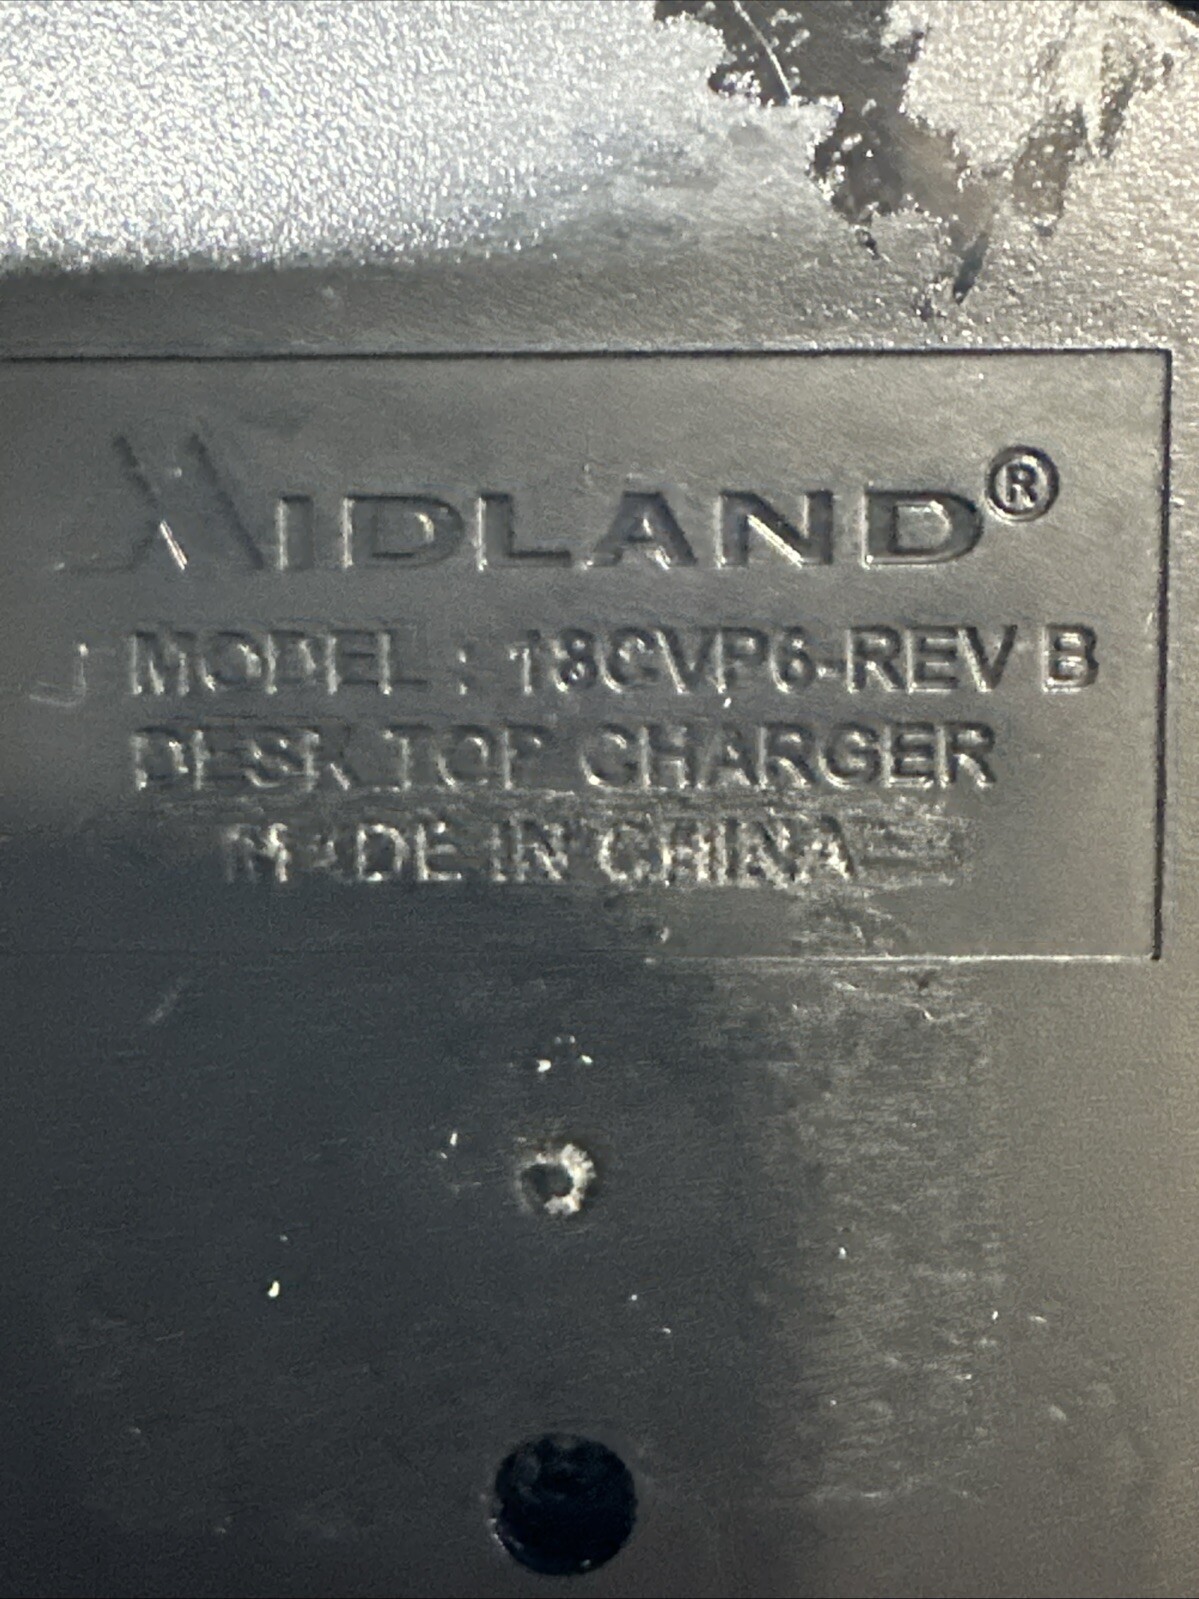 MIDLAND®
MODEL : 18CVP6-REV B
DESK TOP CHARGER
MADE IN CHINA